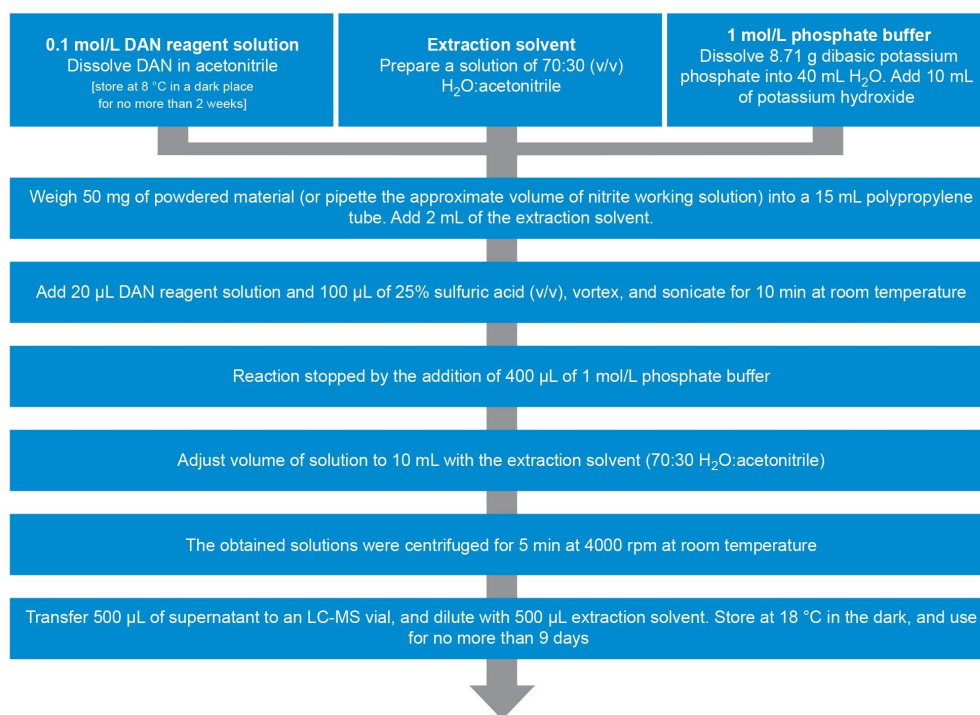 0.1 mol/L DAN reagent solution
Dissolve DAN in acetonitrile
[store at 8 °C in a dark place
for no more than 2 weeks]
Extraction solvent
Prepare a solution of 70:30 (v/v)
H₂O:acetonitrile
1 mol/L phosphate buffer
Dissolve 8.71 g dibasic potassium
phosphate into 40 mL H₂O. Add 10 mL
of potassium hydroxide
Weigh 50 mg of powdered material (or pipette the approximate volume of nitrite working solution) into a 15 mL polypropylene
tube. Add 2 mL of the extraction solvent.
Add 20 µL DAN reagent solution and 100 µL of 25% sulfuric acid (v/v), vortex, and sonicate for 10 min at room temperature
Reaction stopped by the addition of 400 µL of 1 mol/L phosphate buffer
Adjust volume of solution to 10 mL with the extraction solvent (70:30 H₂O:acetonitrile)
The obtained solutions were centrifuged for 5 min at 4000 rpm at room temperature
Transfer 500 µL of supernatant to an LC-MS vial, and dilute with 500 µL extraction solvent. Store at 18 °C in the dark, and use
for no more than 9 days